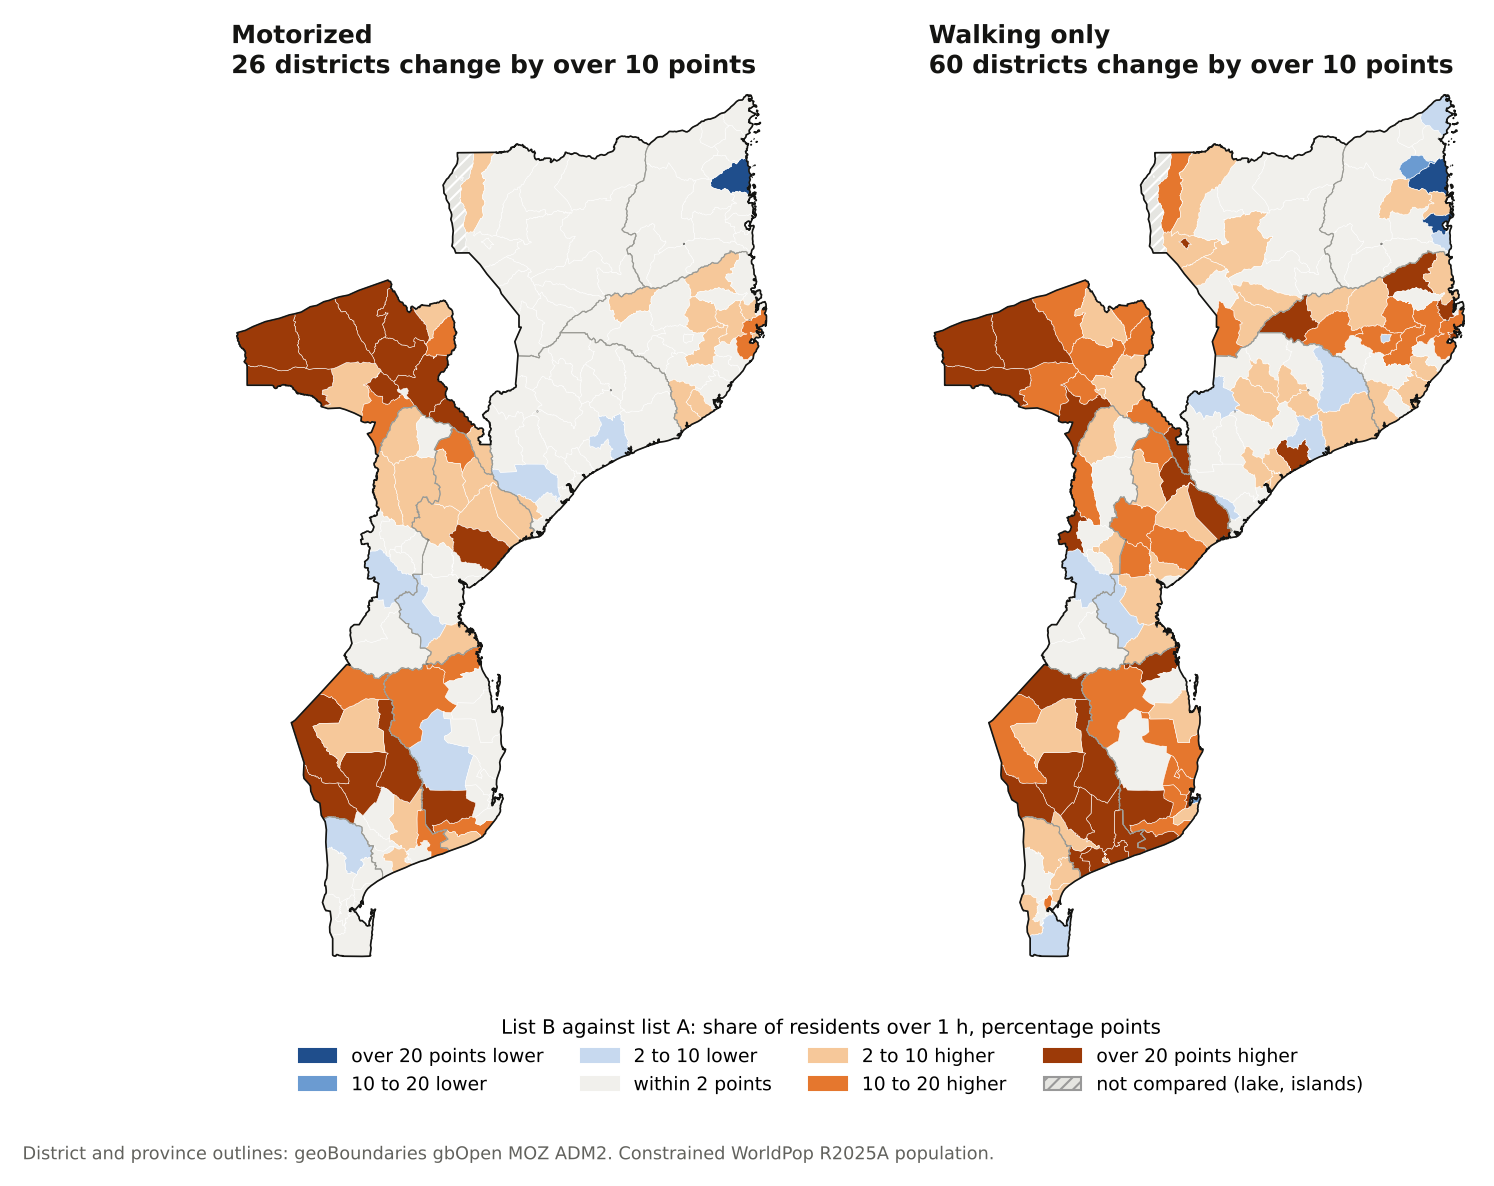 Motorized
26 districts change by over 10 points
Walking only
60 districts change by over 10 points
List B against list A: share of residents over 1 h, percentage points
over 20 points lower
2 to 10 lower
2 to 10 higher
over 20 points higher
10 to 20 lower
within 2 points
10 to 20 higher
not compared (lake, islands)
District and province outlines: geoBoundaries gbOpen MOZ ADM2. Constrained WorldPop R2025A population.